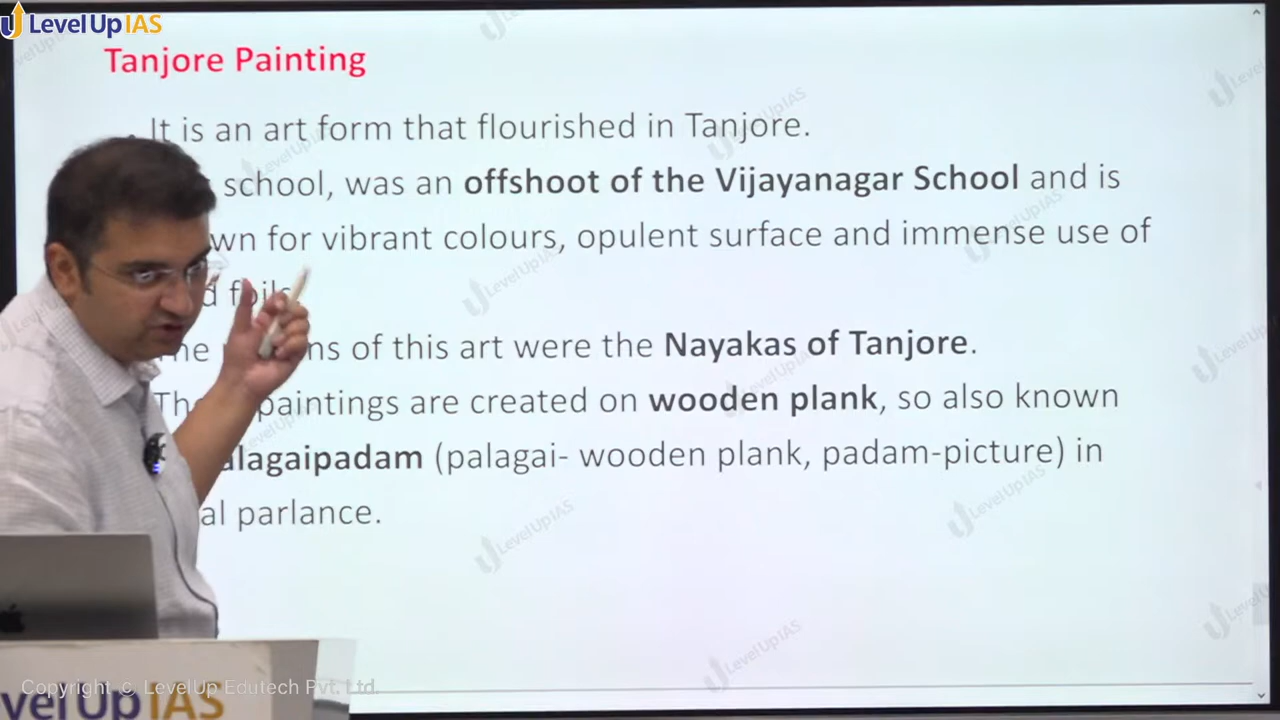 LevelUp IAS
Tanjore Painting
It is an art form that flourished in Tanjore.
school, was an offshoot of the Vijayanagar School and is
wn for vibrant colours, opulent surface and immense use of
foils
ns of this art were the Nayakas of Tanjore.
paintings are created on wooden plank, so also known
alagaipadam (palagai- wooden plank, padam-picture) in
al parlance.
Copyright © LevelUp Edutech Pvt. Ltd.
velUp IAS